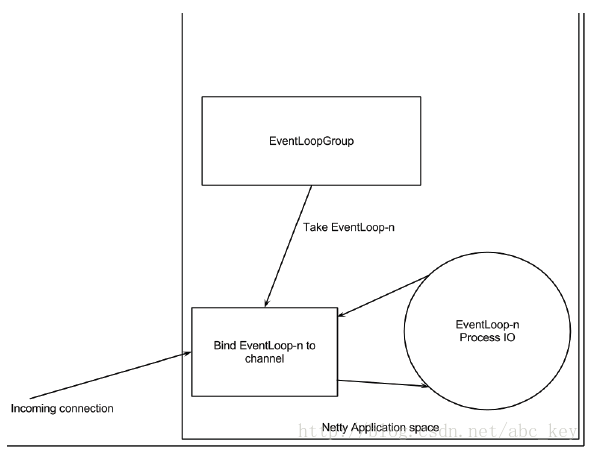 EventLoopGroup
Take EventLoop-n
EventLoop-n
Process IO
Bind EventLoop-n to
channel
Incoming connection
Netty Application space
http://blog.csdn.net/abc_key